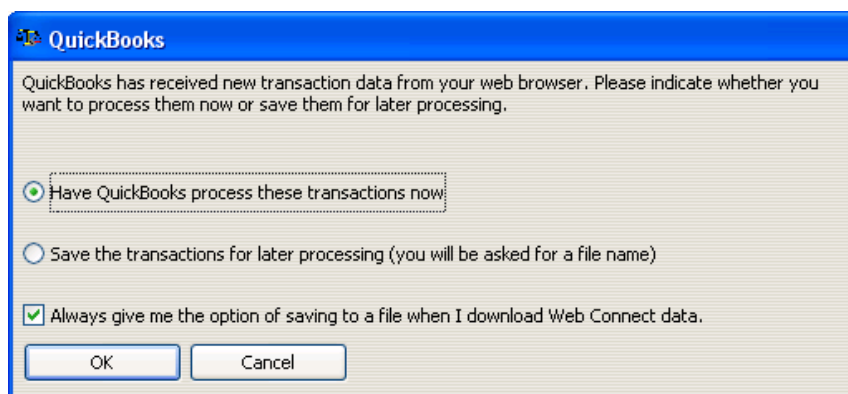 QuickBooks
QuickBooks has received new transaction data from your web browser. Please indicate whether you
want to process them now or save them for later processing.
Have QuickBooks process these transactions now
Save the transactions for later processing (you will be asked for a file name)
Always give me the option of saving to a file when I download Web Connect data.
OK Cancel